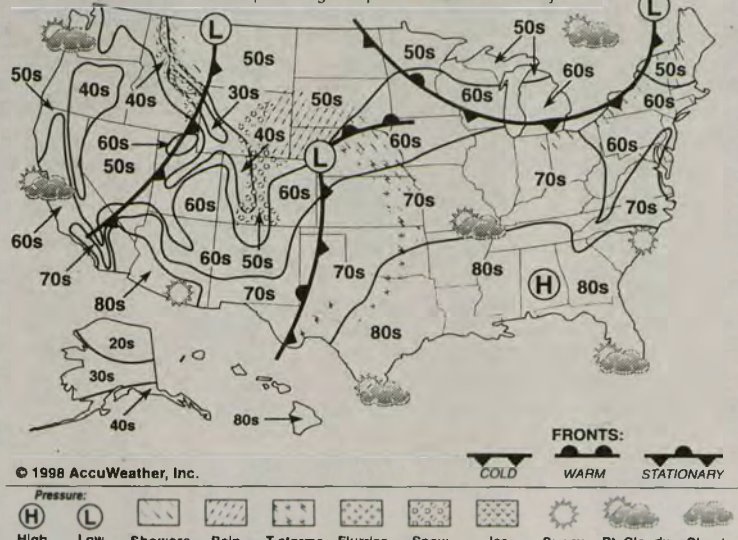 L
L
50s
50s
50s
50s
40s
40s
30s
50s
60s
60s
50s
60s
60s
40s
60s
60s
50s
L
70s
70s
60s
60s
70s
60s
50s
70s
70s
80s
70s
80s
H
80s
80s
20s
30s
40s
80s
FRONTS:
© 1998 AccuWeather, Inc. COLD WARM STATIONARY
Pressure:
H L
High Low Showers Rain T-storms Flurries Snow Ice Sunny Pt. Cloudy Cloudy